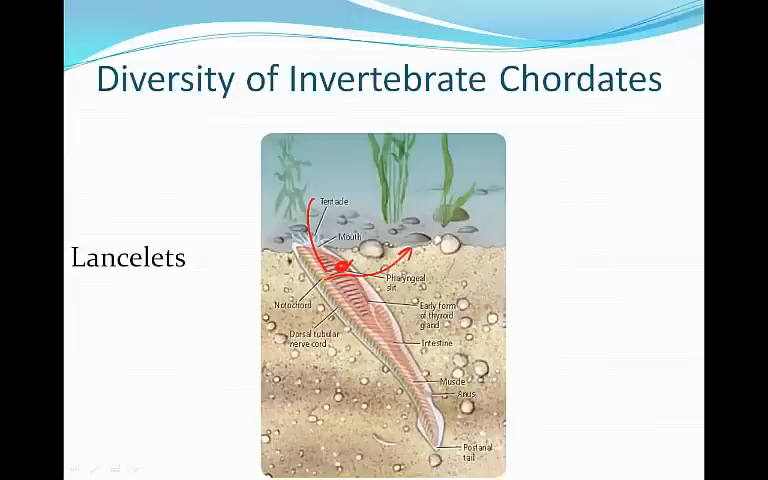 Diversity of Invertebrate Chordates
Tentacle
Mouth
Lancelets
Pharyngeal
slit
Notochord
Early form
of thyroid
gland
Dorsal tubular
nerve cord
Intestine
Muscle
Anus
Postanal
tail